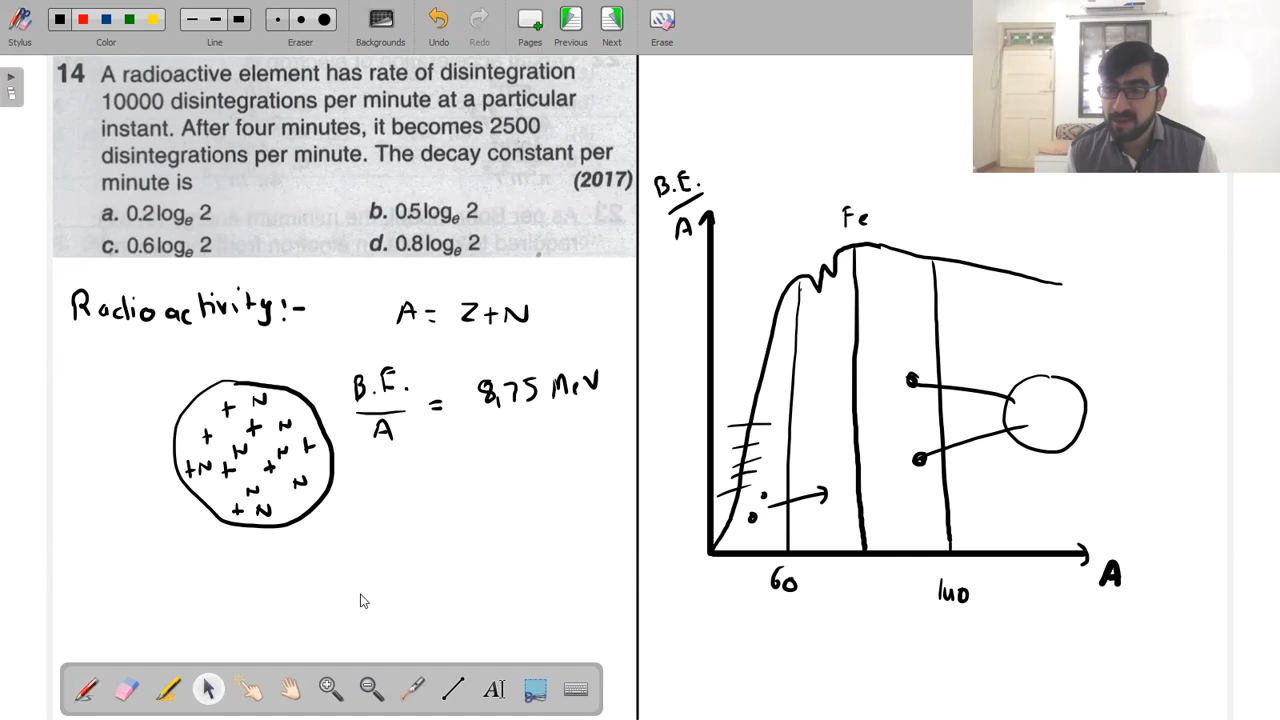 Stylus
Color
Line
Eraser
Backgrounds
Undo
Redo
Pages
Previous
Next
Erase
14 A radioactive element has rate of disintegration
10000 disintegrations per minute at a particular
instant. After four minutes, it becomes 2500
disintegrations per minute. The decay constant per
minute is (2017)
a. 0.2 logₑ 2 b. 0.5 logₑ 2
c. 0.6 logₑ 2 d. 0.8 logₑ 2
Radioactivity:-
A = Z+N
+ N
+ + N
N N +
+N + +
N N
+ N
B.E.
A
= 8.75 MeV
B.E.
A
Fe
60
140
A
AI